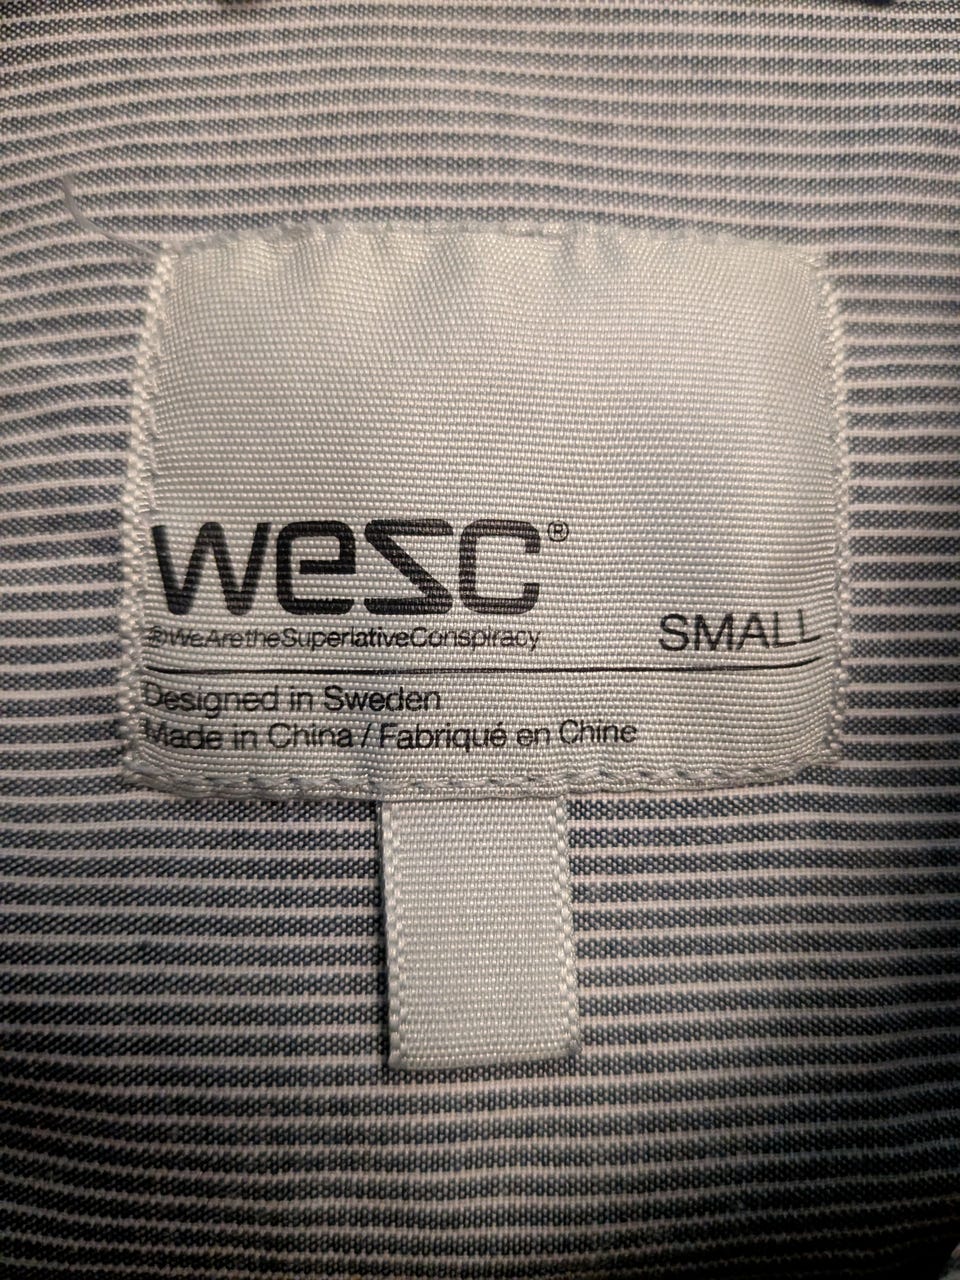 wesc®
©WeAretheSuperlativeConspiracy
SMALL
Designed in Sweden
Made in China / Fabriqué en Chine